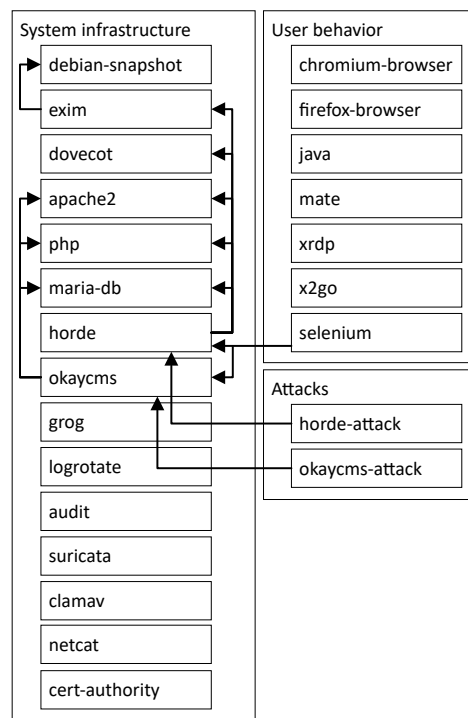 System infrastructure
debian-snapshot
exim
dovecot
apache2
php
maria-db
horde
okaycms
grog
logrotate
audit
suricata
clamav
netcat
cert-authority
User behavior
chromium-browser
firefox-browser
java
mate
xrdp
x2go
selenium
Attacks
horde-attack
okaycms-attack